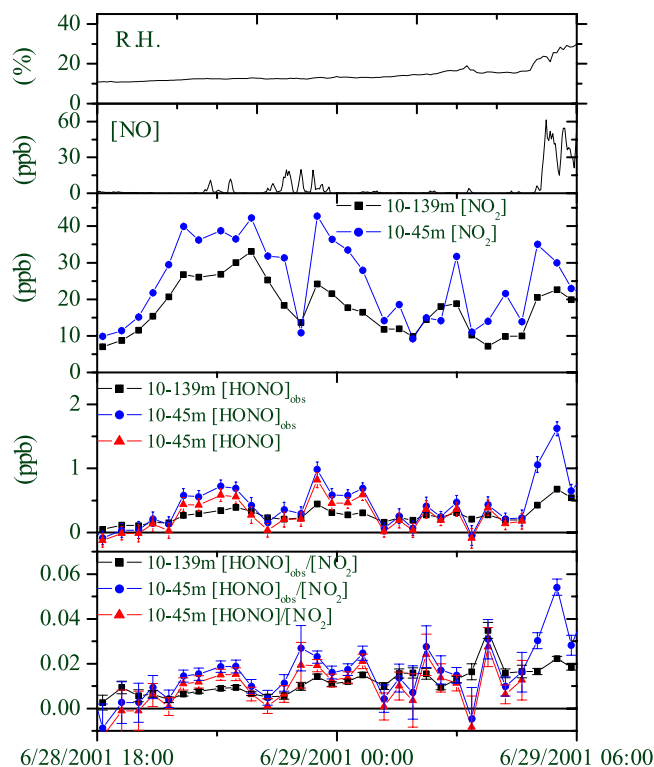 40
R.H.
20
(%)
0
60
[NO]
30
(ppb)
0
50
10-139m [NO₂]
10-45m [NO₂]
40
30
20
(ppb)
10
0
10-139m [HONO]obs
10-45m [HONO]obs
10-45m [HONO]
2
1
(ppb)
0
10-139m [HONO]obs/[NO₂]
10-45m [HONO]obs/[NO₂]
10-45m [HONO]/[NO₂]
0.06
0.04
0.02
0.00
6/28/2001 18:00 6/29/2001 00:00 6/29/2001 06:00